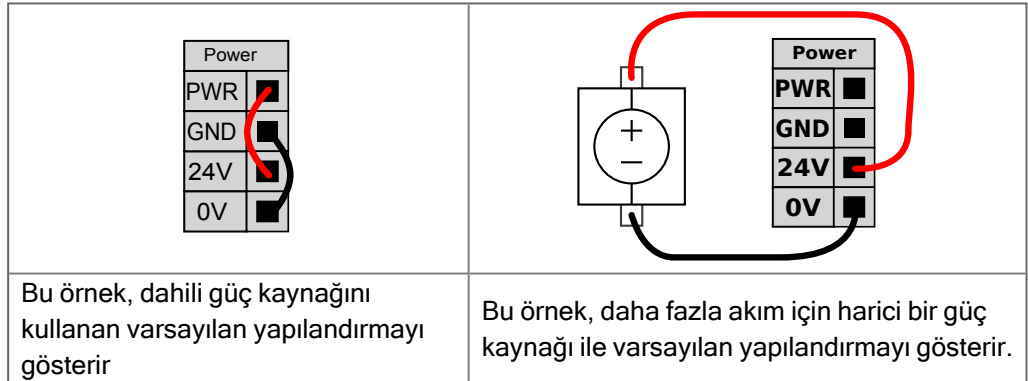 Power
PWR
GND
24V
0V
Power
PWR
GND
24V
0V
Bu örnek, dahili güç kaynağını
kullanan varsayılan yapılandırmayı
gösterir
Bu örnek, daha fazla akım için harici bir güç
kaynağı ile varsayılan yapılandırmayı gösterir.